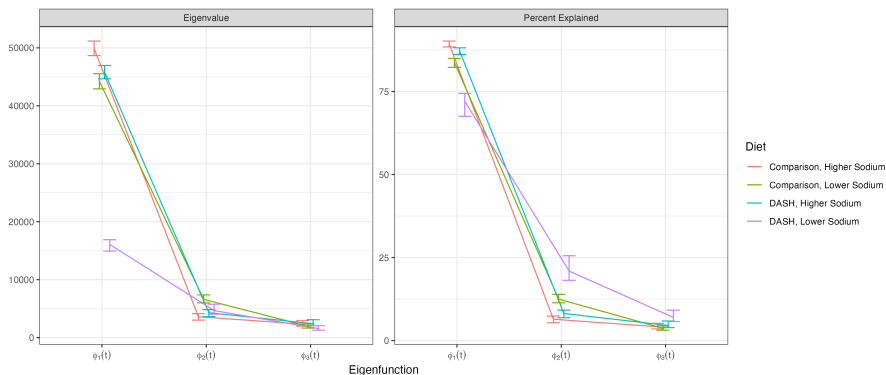 Eigenvalue
Percent Explained
50000
40000
30000
20000
10000
0
75
50
25
0
ϕ₁(t)
ϕ₂(t)
ϕ₃(t)
ϕ₁(t)
ϕ₂(t)
ϕ₃(t)
Eigenfunction
Diet
Comparison, Higher Sodium
Comparison, Lower Sodium
DASH, Higher Sodium
DASH, Lower Sodium